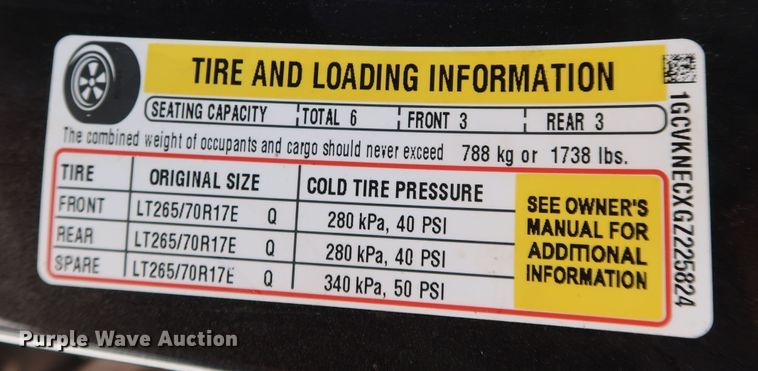 TIRE AND LOADING INFORMATION
SEATING CAPACITY TOTAL 6 FRONT 3 REAR 3
The combined weight of occupants and cargo should never exceed 788 kg or 1738 lbs.
TIRE ORIGINAL SIZE COLD TIRE PRESSURE
FRONT LT265/70R17E Q 280 kPa, 40 PSI
REAR LT265/70R17E Q 280 kPa, 40 PSI
SPARE LT265/70R17E Q 340 kPa, 50 PSI
SEE OWNER'S
MANUAL FOR
ADDITIONAL
INFORMATION
1GCVKNECXGZ225824
Purple Wave Auction